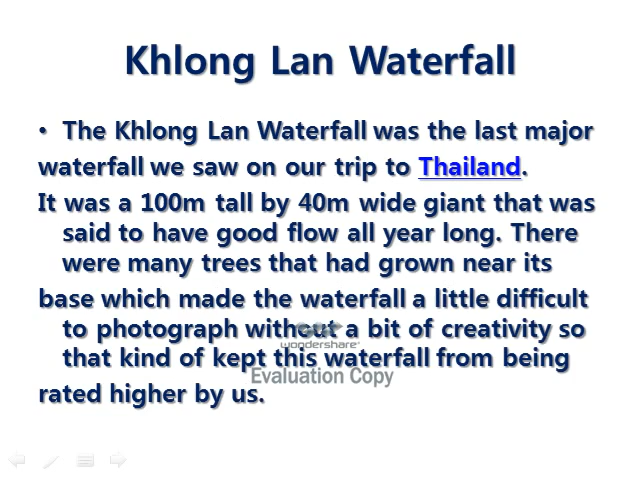 Khlong Lan Waterfall
• The Khlong Lan Waterfall was the last major
waterfall we saw on our trip to Thailand.
It was a 100m tall by 40m wide giant that was
said to have good flow all year long. There
were many trees that had grown near its
base which made the waterfall a little difficult
to photograph without a bit of creativity so
wondershare
that kind of kept this waterfall from being
Evaluation Copy
rated higher by us.